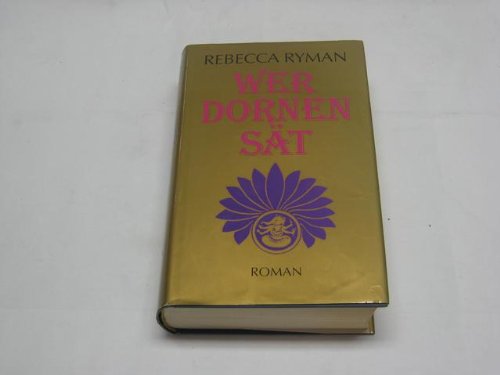 REBECCA RYMAN
WER
DORNEN
SÄT
ROMAN